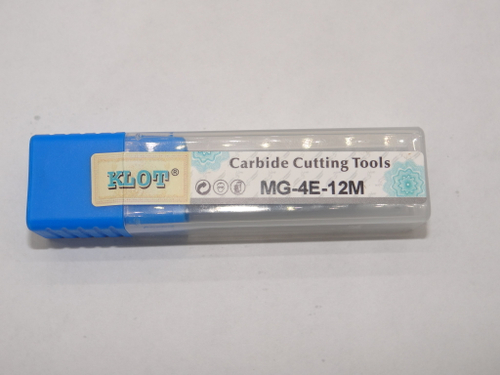 KLOT®
Carbide Cutting Tools
MG-4E-12M